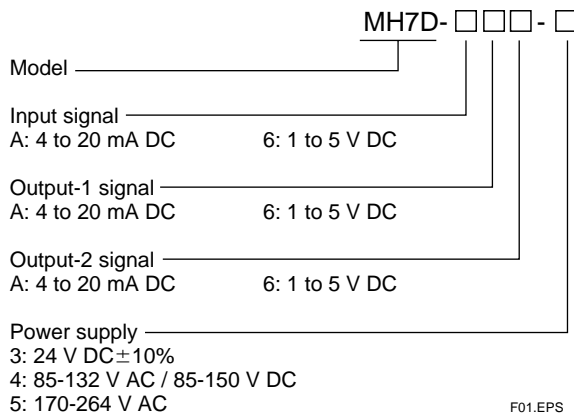 MH7D-□□□-□
Model
Input signal
A: 4 to 20 mA DC 6: 1 to 5 V DC
Output-1 signal
A: 4 to 20 mA DC 6: 1 to 5 V DC
Output-2 signal
A: 4 to 20 mA DC 6: 1 to 5 V DC
Power supply
3: 24 V DC±10%
4: 85-132 V AC / 85-150 V DC
5: 170-264 V AC
F01.EPS